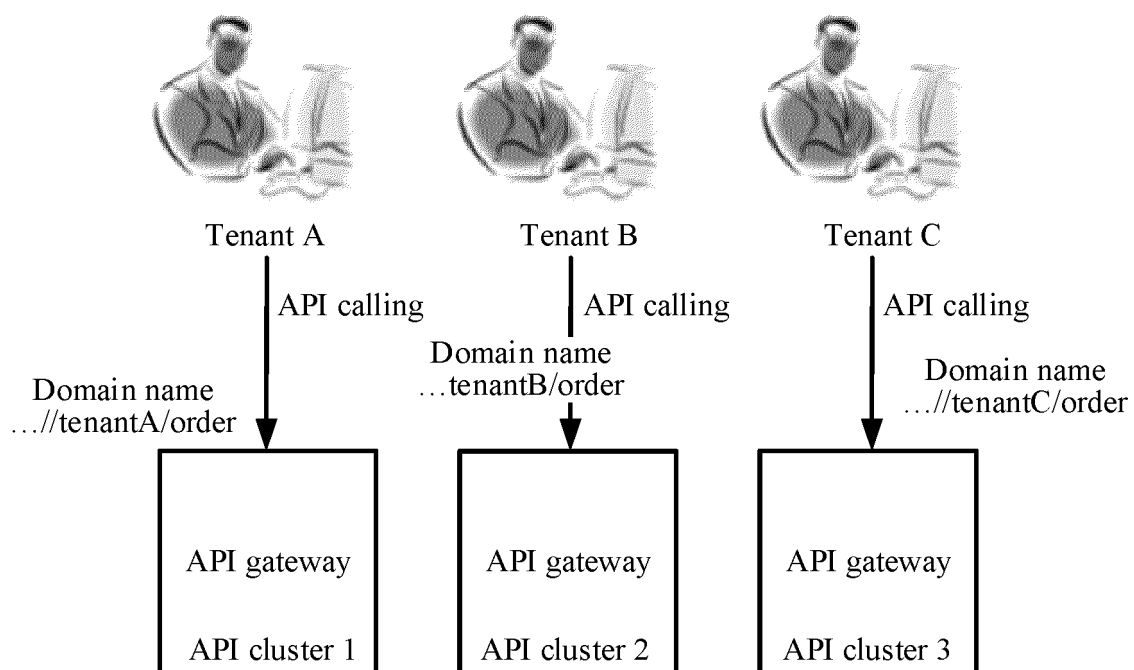 Tenant A
Tenant B
Tenant C
API calling
API calling
API calling
Domain name
…//tenantA/order
Domain name
…tenantB/order
Domain name
…//tenantC/order
API gateway
API gateway
API gateway
API cluster 1
API cluster 2
API cluster 3